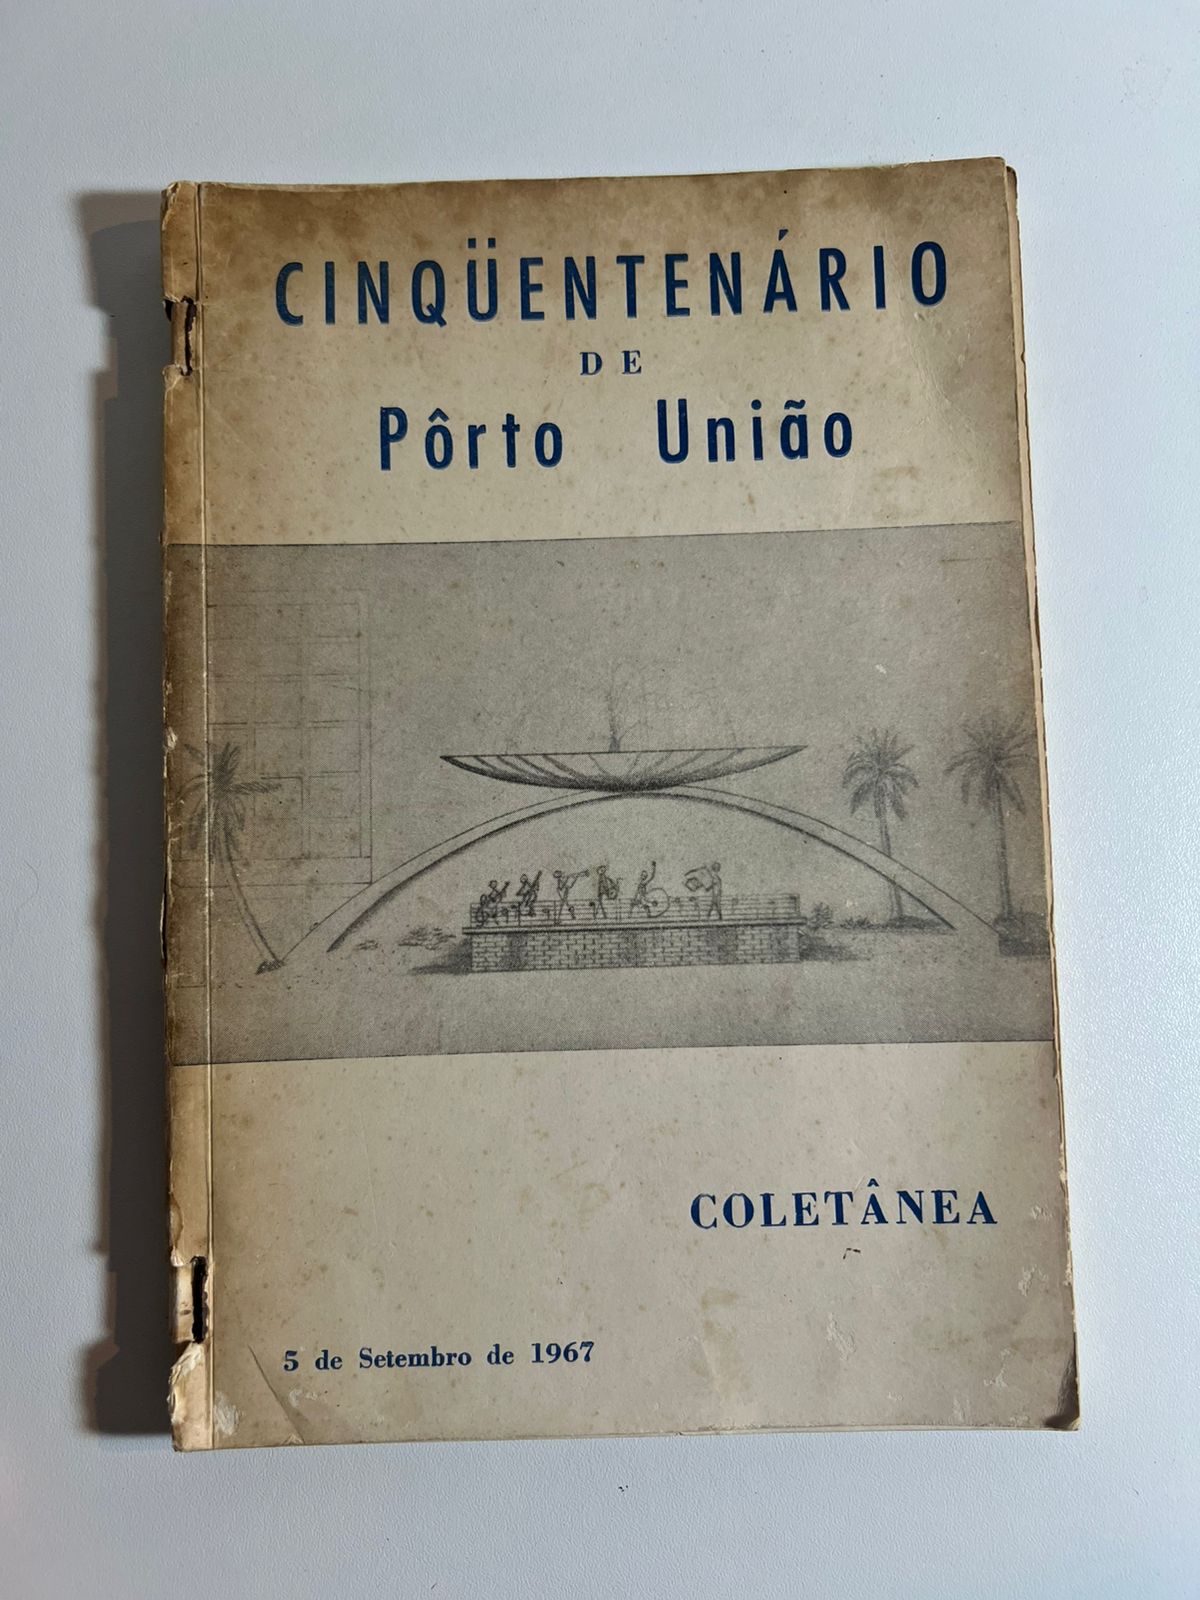 CINQÜENTENÁRIO
DE
Pôrto União
COLETÂNEA
5 de Setembro de 1967